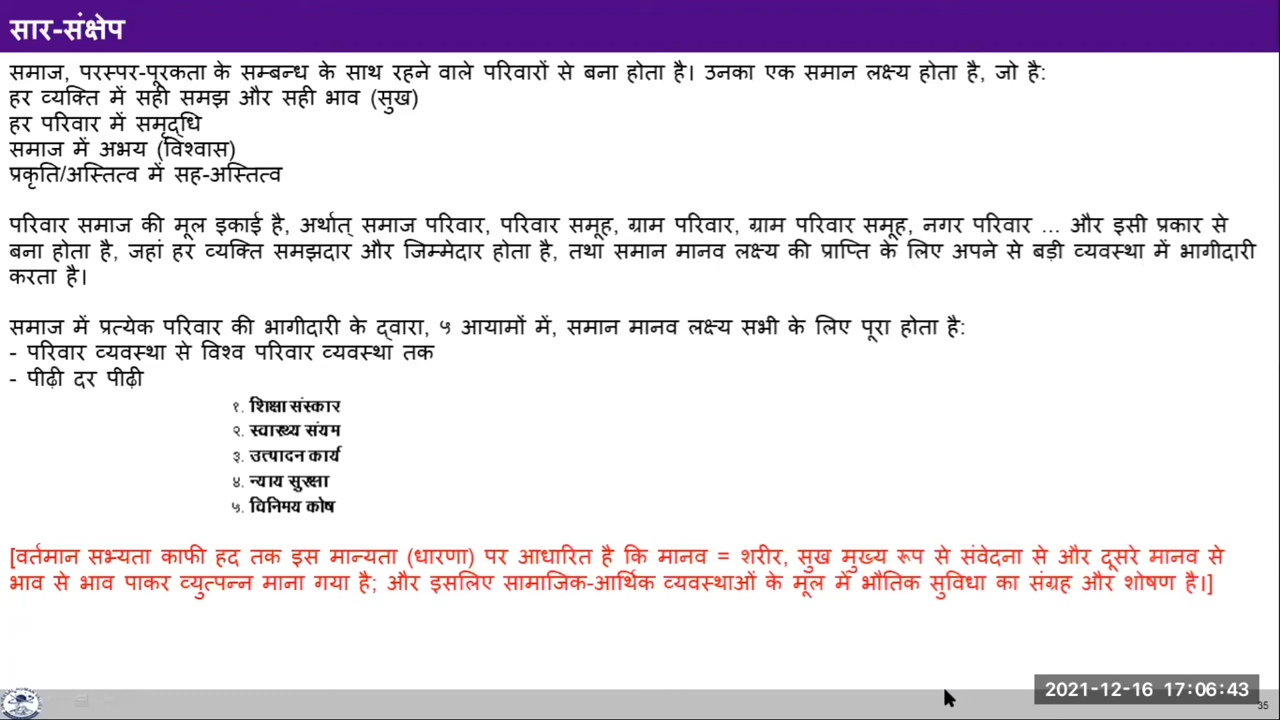 सार-संक्षेप
समाज, परस्पर-पूरकता के सम्बन्ध के साथ रहने वाले परिवारों से बना होता है। उनका एक समान लक्ष्य होता है, जो है:
हर व्यक्ति में सही समझ और सही भाव (सुख)
हर परिवार में समृद्धि
समाज में अभय (विश्वास)
प्रकृति/अस्तित्व में सह-अस्तित्व
परिवार समाज की मूल इकाई है, अर्थात् समाज परिवार, परिवार समूह, ग्राम परिवार, ग्राम परिवार समूह, नगर परिवार ... और इसी प्रकार से
बना होता है, जहां हर व्यक्ति समझदार और जिम्मेदार होता है, तथा समान मानव लक्ष्य की प्राप्ति के लिए अपने से बड़ी व्यवस्था में भागीदारी
करता है।
समाज में प्रत्येक परिवार की भागीदारी के द्वारा, ५ आयामों में, समान मानव लक्ष्य सभी के लिए पूरा होता है:
- परिवार व्यवस्था से विश्व परिवार व्यवस्था तक
- पीढ़ी दर पीढ़ी
१. शिक्षा संस्कार
२. स्वास्थ्य संयम
३. उत्पादन कार्य
४. न्याय सुरक्षा
५. विनिमय कोष
[वर्तमान सभ्यता काफी हद तक इस मान्यता (धारणा) पर आधारित है कि मानव = शरीर, सुख मुख्य रूप से संवेदना से और दूसरे मानव से
भाव से भाव पाकर व्युत्पन्न माना गया है; और इसलिए सामाजिक-आर्थिक व्यवस्थाओं के मूल में भौतिक सुविधा का संग्रह और शोषण है।]
2021-12-16 17:06:43
35